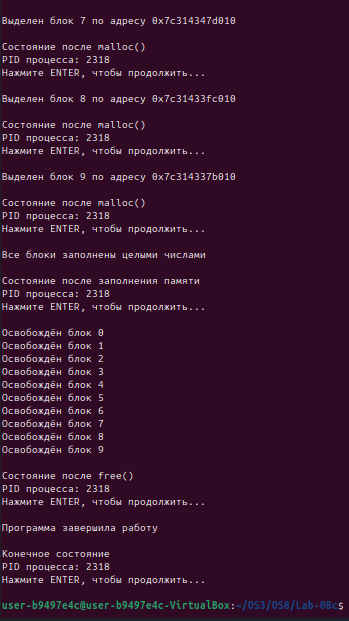 Выделен блок 7 по адресу 0x7c314347d010
Состояние после malloc()
PID процесса: 2318
Нажмите ENTER, чтобы продолжить...
Выделен блок 8 по адресу 0x7c31433fc010
Состояние после malloc()
PID процесса: 2318
Нажмите ENTER, чтобы продолжить...
Выделен блок 9 по адресу 0x7c314337b010
Состояние после malloc()
PID процесса: 2318
Нажмите ENTER, чтобы продолжить...
Все блоки заполнены целыми числами
Состояние после заполнения памяти
PID процесса: 2318
Нажмите ENTER, чтобы продолжить...
Освобождён блок 0
Освобождён блок 1
Освобождён блок 2
Освобождён блок 3
Освобождён блок 4
Освобождён блок 5
Освобождён блок 6
Освобождён блок 7
Освобождён блок 8
Освобождён блок 9
Состояние после free()
PID процесса: 2318
Нажмите ENTER, чтобы продолжить...
Программа завершила работу
Конечное состояние
PID процесса: 2318
Нажмите ENTER, чтобы продолжить...
user-b9497e4c@user-b9497e4c-VirtualBox:~/OS3/OS8/Lab-08c$